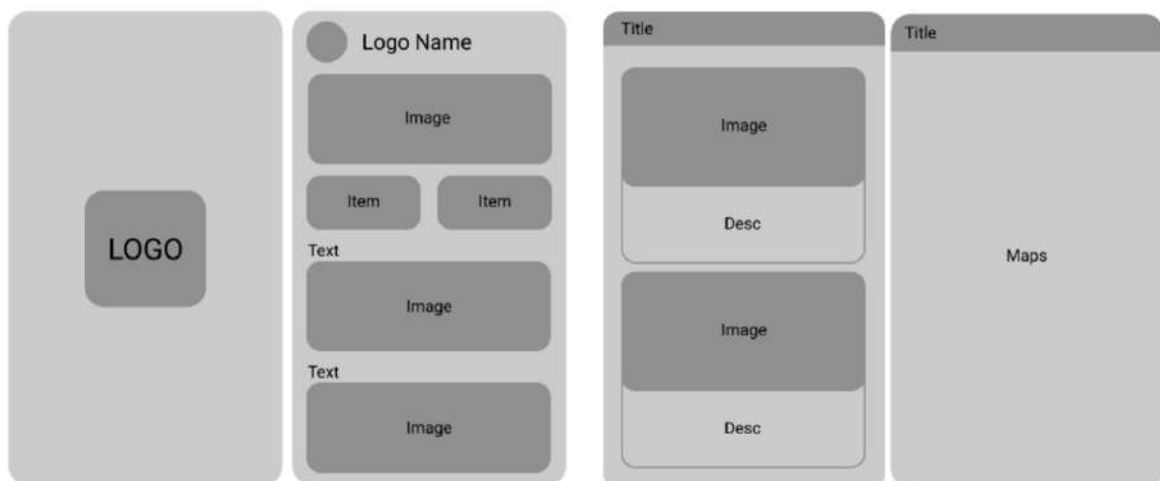 LOGO
Logo Name
Image
Item Item
Text
Image
Text
Image
Title
Image
Desc
Image
Desc
Title
Maps